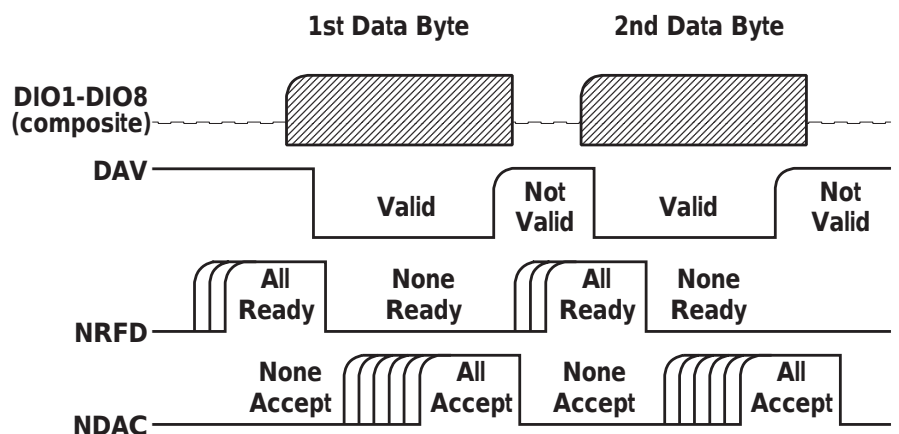 1st Data Byte 2nd Data Byte
DIO1-DIO8
(composite)
DAV
Valid
Not
Valid
Valid
Not
Valid
All
Ready
None
Ready
All
Ready
None
Ready
NRFD
None
Accept
All
Accept
None
Accept
All
Accept
NDAC